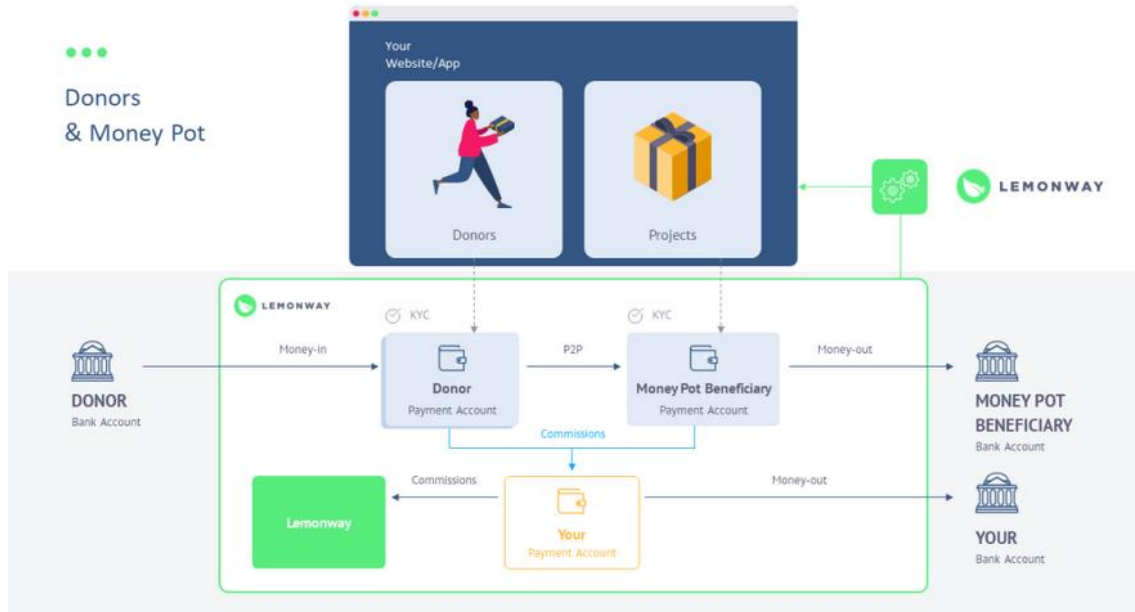 Donors
& Money Pot
Your
Website/App
Donors
Projects
LEMONWAY
LEMONWAY
KYC
KYC
Money-in
P2P
Money-out
DONOR
Bank Account
Donor
Payment Account
Money Pot Beneficiary
Payment Account
MONEY POT
BENEFICIARY
Bank Account
Commissions
Commissions
Money-out
Lemonway
Your
Payment Account
YOUR
Bank Account